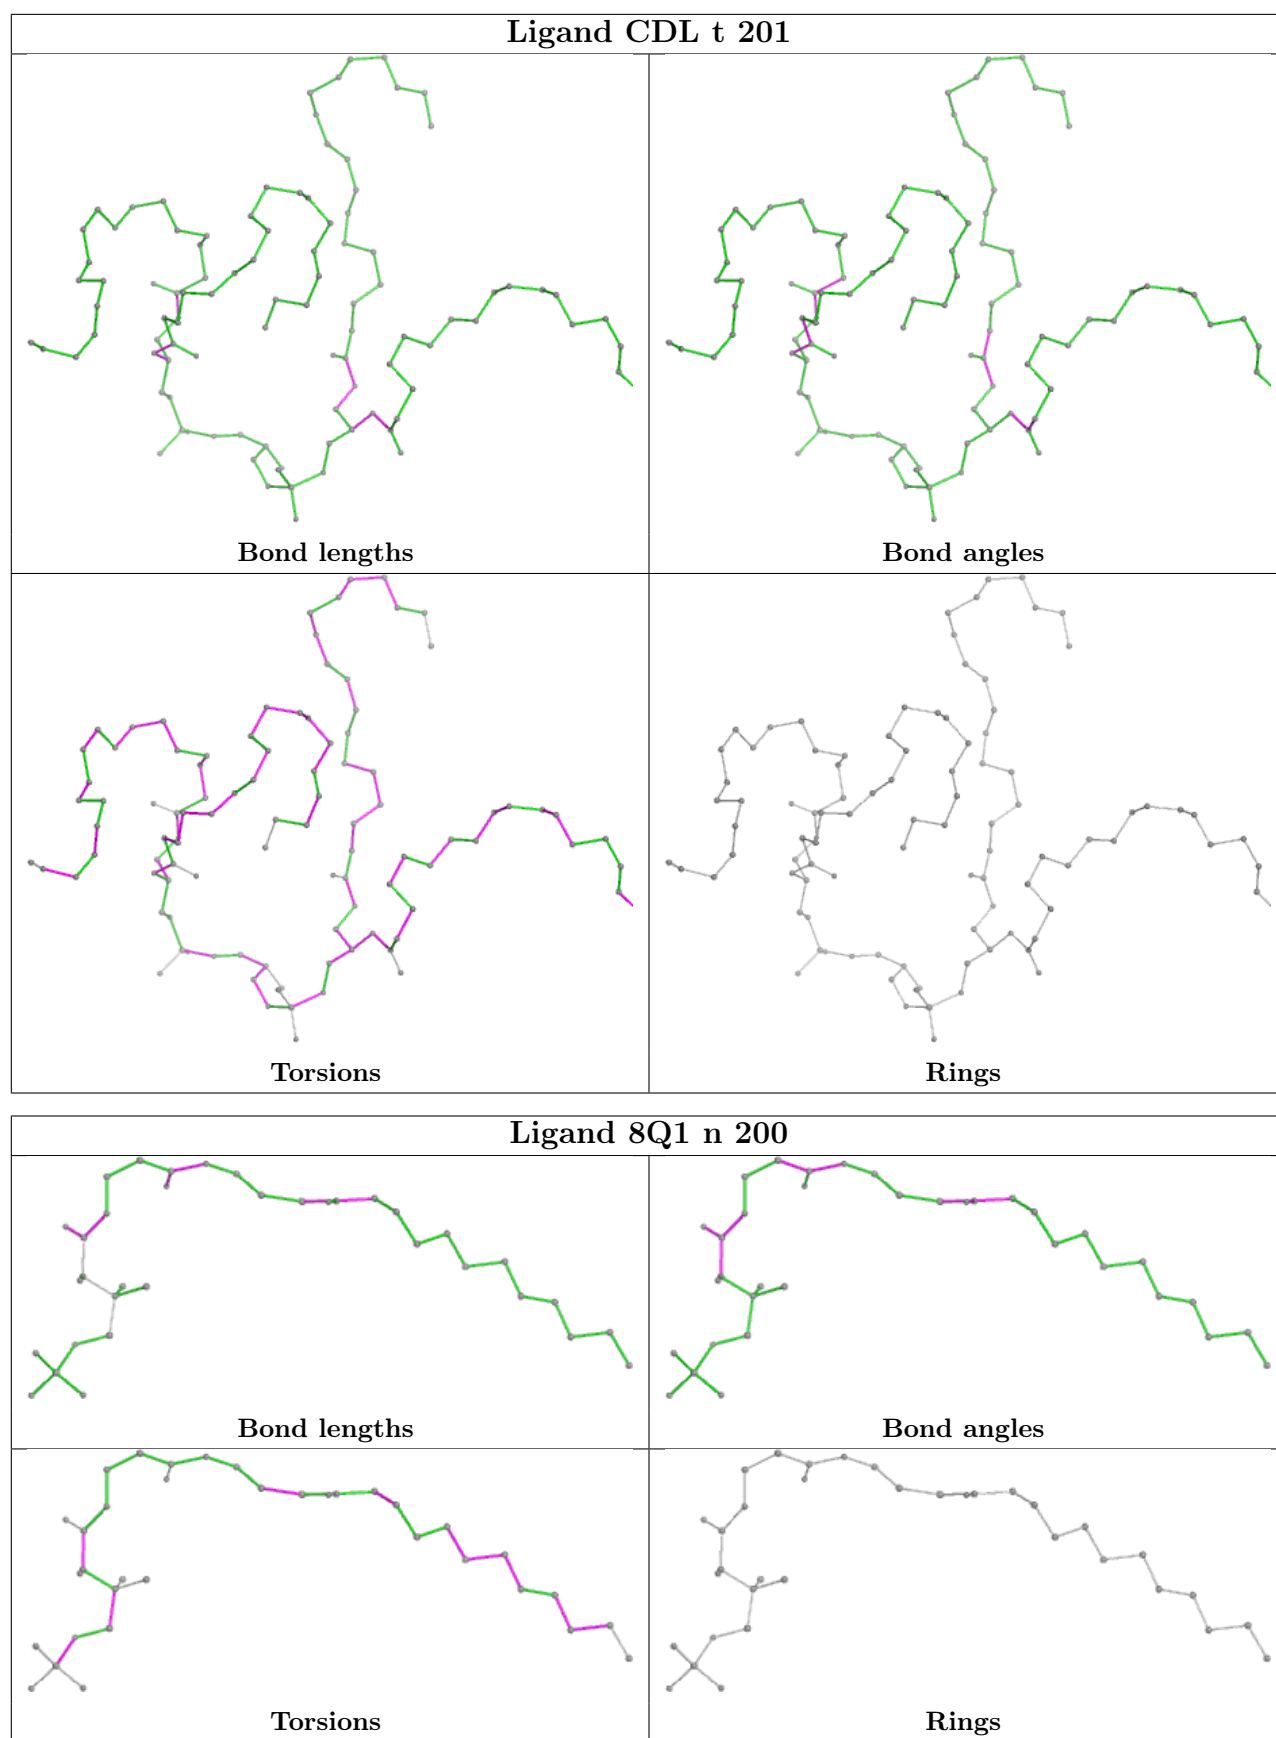 Ligand CDL t 201
Bond lengths
Bond angles
Torsions
Rings
Ligand 8Q1 n 200
Bond lengths
Bond angles
Torsions
Rings